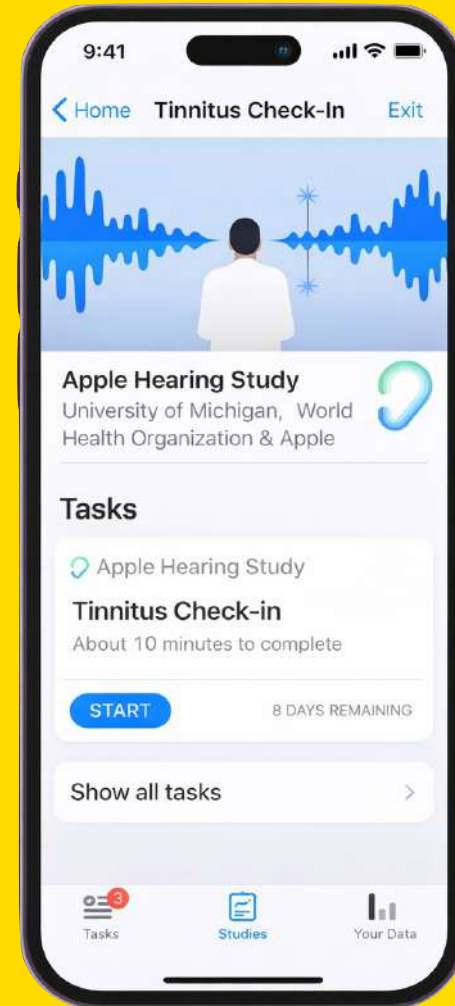 9:41
Home Tinnitus Check-In Exit
Apple Hearing Study
University of Michigan, World
Health Organization & Apple
Tasks
Apple Hearing Study
Tinnitus Check-in
About 10 minutes to complete
START 8 DAYS REMAINING
Show all tasks
3
Tasks Studies Your Data